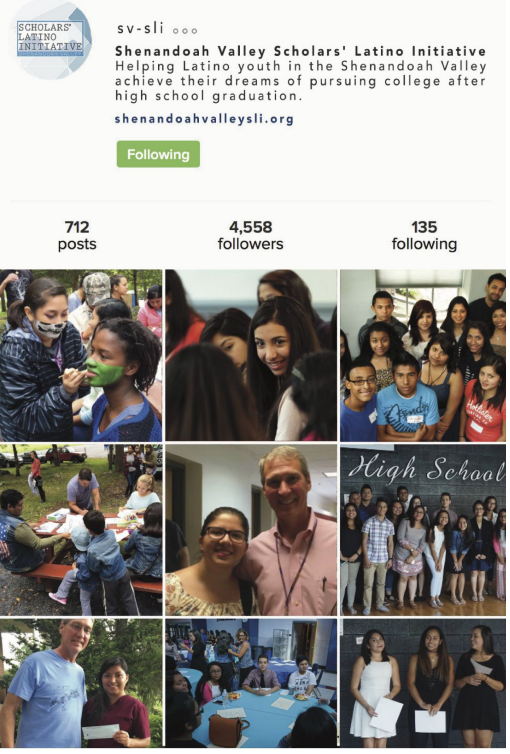 SCHOLARS'
LATINO
INITIATIVE
sv-sli
Shenandoah Valley Scholars' Latino Initiative
Helping Latino youth in the Shenandoah Valley
achieve their dreams of pursuing college after
high school graduation.
shenandoahvalleysli.org
Following
712
posts
4,558
followers
135
following
Hollister
High School